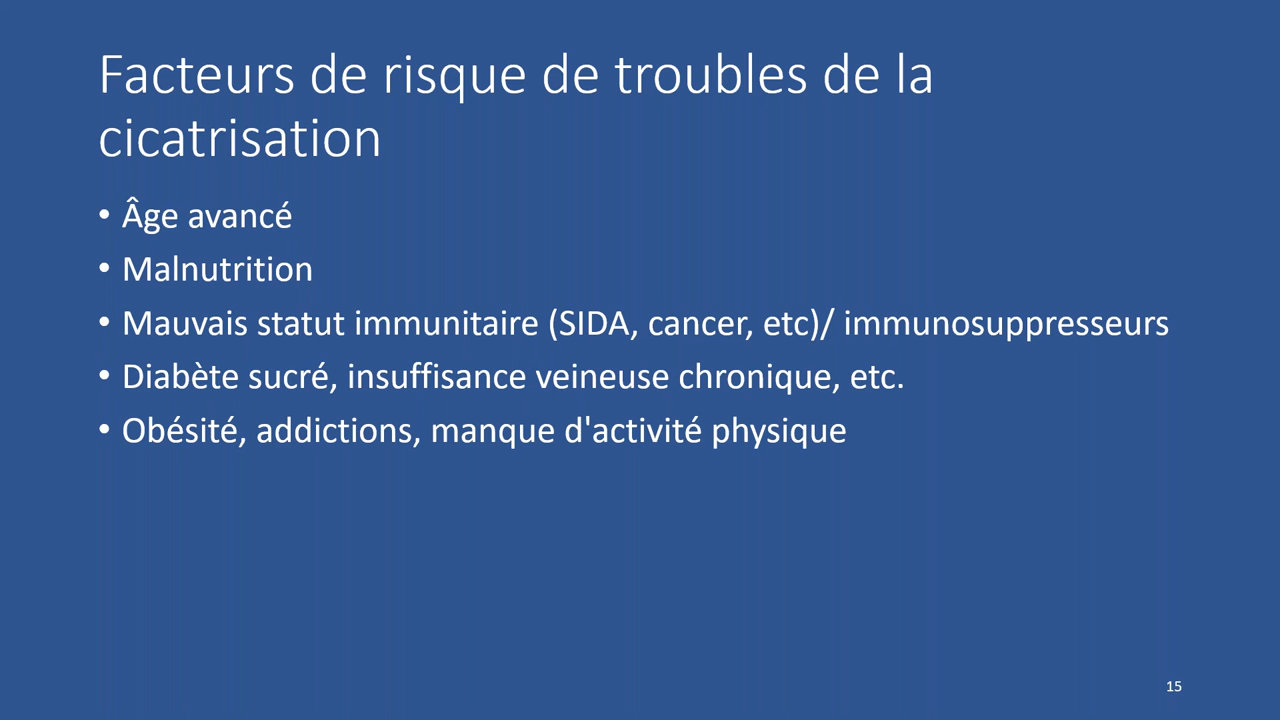 Facteurs de risque de troubles de la
cicatrisation
• Âge avancé
• Malnutrition
• Mauvais statut immunitaire (SIDA, cancer, etc)/ immunosuppresseurs
• Diabète sucré, insuffisance veineuse chronique, etc.
• Obésité, addictions, manque d'activité physique
15